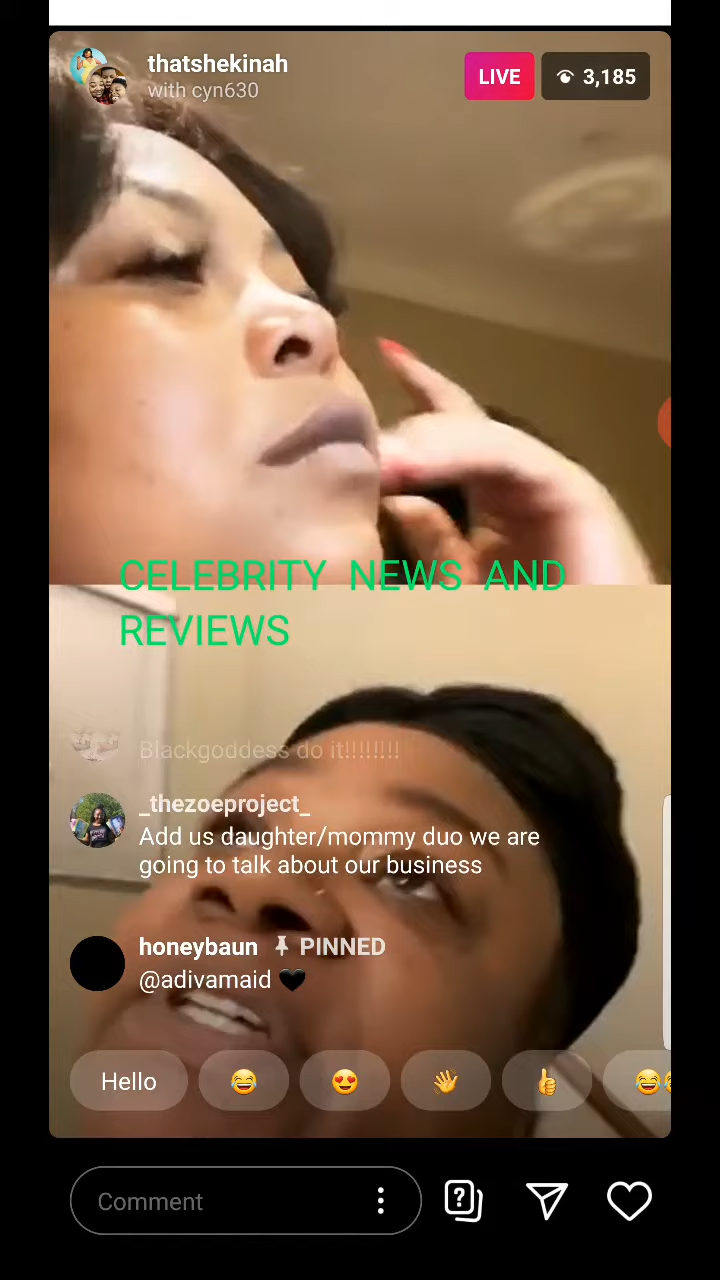 thatshekinah
with cyn630
LIVE
3,185
CELEBRITY NEWS AND
REVIEWS
Blackgoddess do it!!!!!!!!
_thezoeproject_
Add us daughter/mommy duo we are
going to talk about our business
honeybaun PINNED
@adivamaid 🖤
Hello
Comment